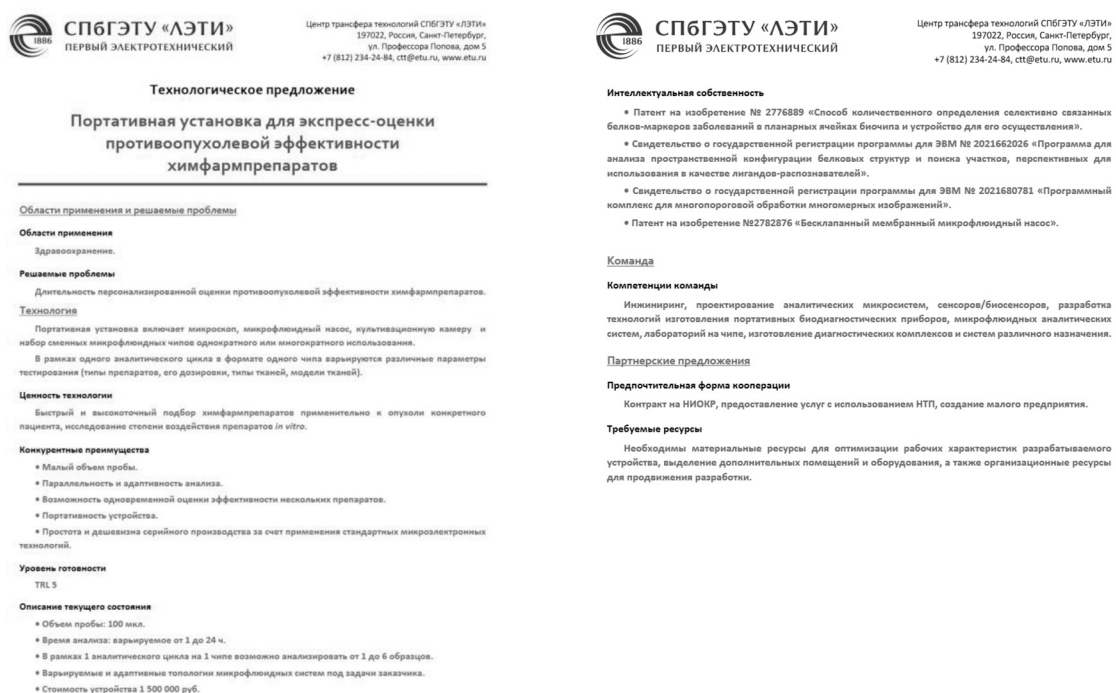 1886
СПбГЭТУ «ЛЭТИ»
ПЕРВЫЙ ЭЛЕКТРОТЕХНИЧЕСКИЙ
Центр трансфера технологий СПбГЭТУ «ЛЭТИ»
197022, Россия, Санкт-Петербург,
ул. Профессора Попова, дом 5
+7 (812) 234-24-84, ctt@etu.ru, www.etu.ru
Технологическое предложение
Портативная установка для экспресс-оценки
противоопухолевой эффективности
химфармпрепаратов
Области применения и решаемые проблемы
Области применения
Здравоохранение.
Решаемые проблемы
Длительность персонализированной оценки противоопухолевой эффективности химфармпрепаратов.
Технология
Портативная установка включает микроскоп, микрофлюидный насос, культивационную камеру и
набор сменных микрофлюидных чипов однократного или многократного использования.
В рамках одного аналитического цикла в формате одного чипа варьируются различные параметры
тестирования (типы препаратов, его дозировки, типы тканей, модели тканей).
Ценность технологии
Быстрый и высокоточный подбор химфармпрепаратов применительно к опухоли конкретного
пациента, исследование степени воздействия препаратов in vitro.
Конкурентные преимущества
• Малый объем пробы.
• Параллельность и адаптивность анализа.
• Возможность одновременной оценки эффективности нескольких препаратов.
• Портативность устройства.
• Простота и дешевизна серийного производства за счет применения стандартных микроэлектронных
технологий.
Уровень готовности
TRL 5
Описание текущего состояния
• Объем пробы: 100 мкл.
• Время анализа: варьируемое от 1 до 24 ч.
• В рамках 1 аналитического цикла на 1 чипе возможно анализировать от 1 до 6 образцов.
• Варьируемые и адаптивные топологии микрофлюидных систем под задачи заказчика.
• Стоимость устройства 1 500 000 руб.
1886
СПбГЭТУ «ЛЭТИ»
ПЕРВЫЙ ЭЛЕКТРОТЕХНИЧЕСКИЙ
Центр трансфера технологий СПбГЭТУ «ЛЭТИ»
197022, Россия, Санкт-Петербург,
ул. Профессора Попова, дом 5
+7 (812) 234-24-84, ctt@etu.ru, www.etu.ru
Интеллектуальная собственность
• Патент на изобретение № 2776889 «Способ количественного определения селективно связанных
белков-маркеров заболеваний в планарных ячейках биочипа и устройство для его осуществления».
• Свидетельство о государственной регистрации программы для ЭВМ № 2021662026 «Программа для
анализа пространственной конфигурации белковых структур и поиска участков, перспективных для
использования в качестве лигандов-распознавателей».
• Свидетельство о государственной регистрации программы для ЭВМ № 2021680781 «Программный
комплекс для многопороговой обработки многомерных изображений».
• Патент на изобретение №2782876 «Бесклапанный мембранный микрофлюидный насос».
Команда
Компетенции команды
Инжиниринг, проектирование аналитических микросистем, сенсоров/биосенсоров, разработка
технологий изготовления портативных биодиагностических приборов, микрофлюидных аналитических
систем, лабораторий на чипе, изготовление диагностических комплексов и систем различного назначения.
Партнерские предложения
Предпочтительная форма кооперации
Контракт на НИОКР, предоставление услуг с использованием НТП, создание малого предприятия.
Требуемые ресурсы
Необходимы материальные ресурсы для оптимизации рабочих характеристик разрабатываемого
устройства, выделение дополнительных помещений и оборудования, а также организационные ресурсы
для продвижения разработки.